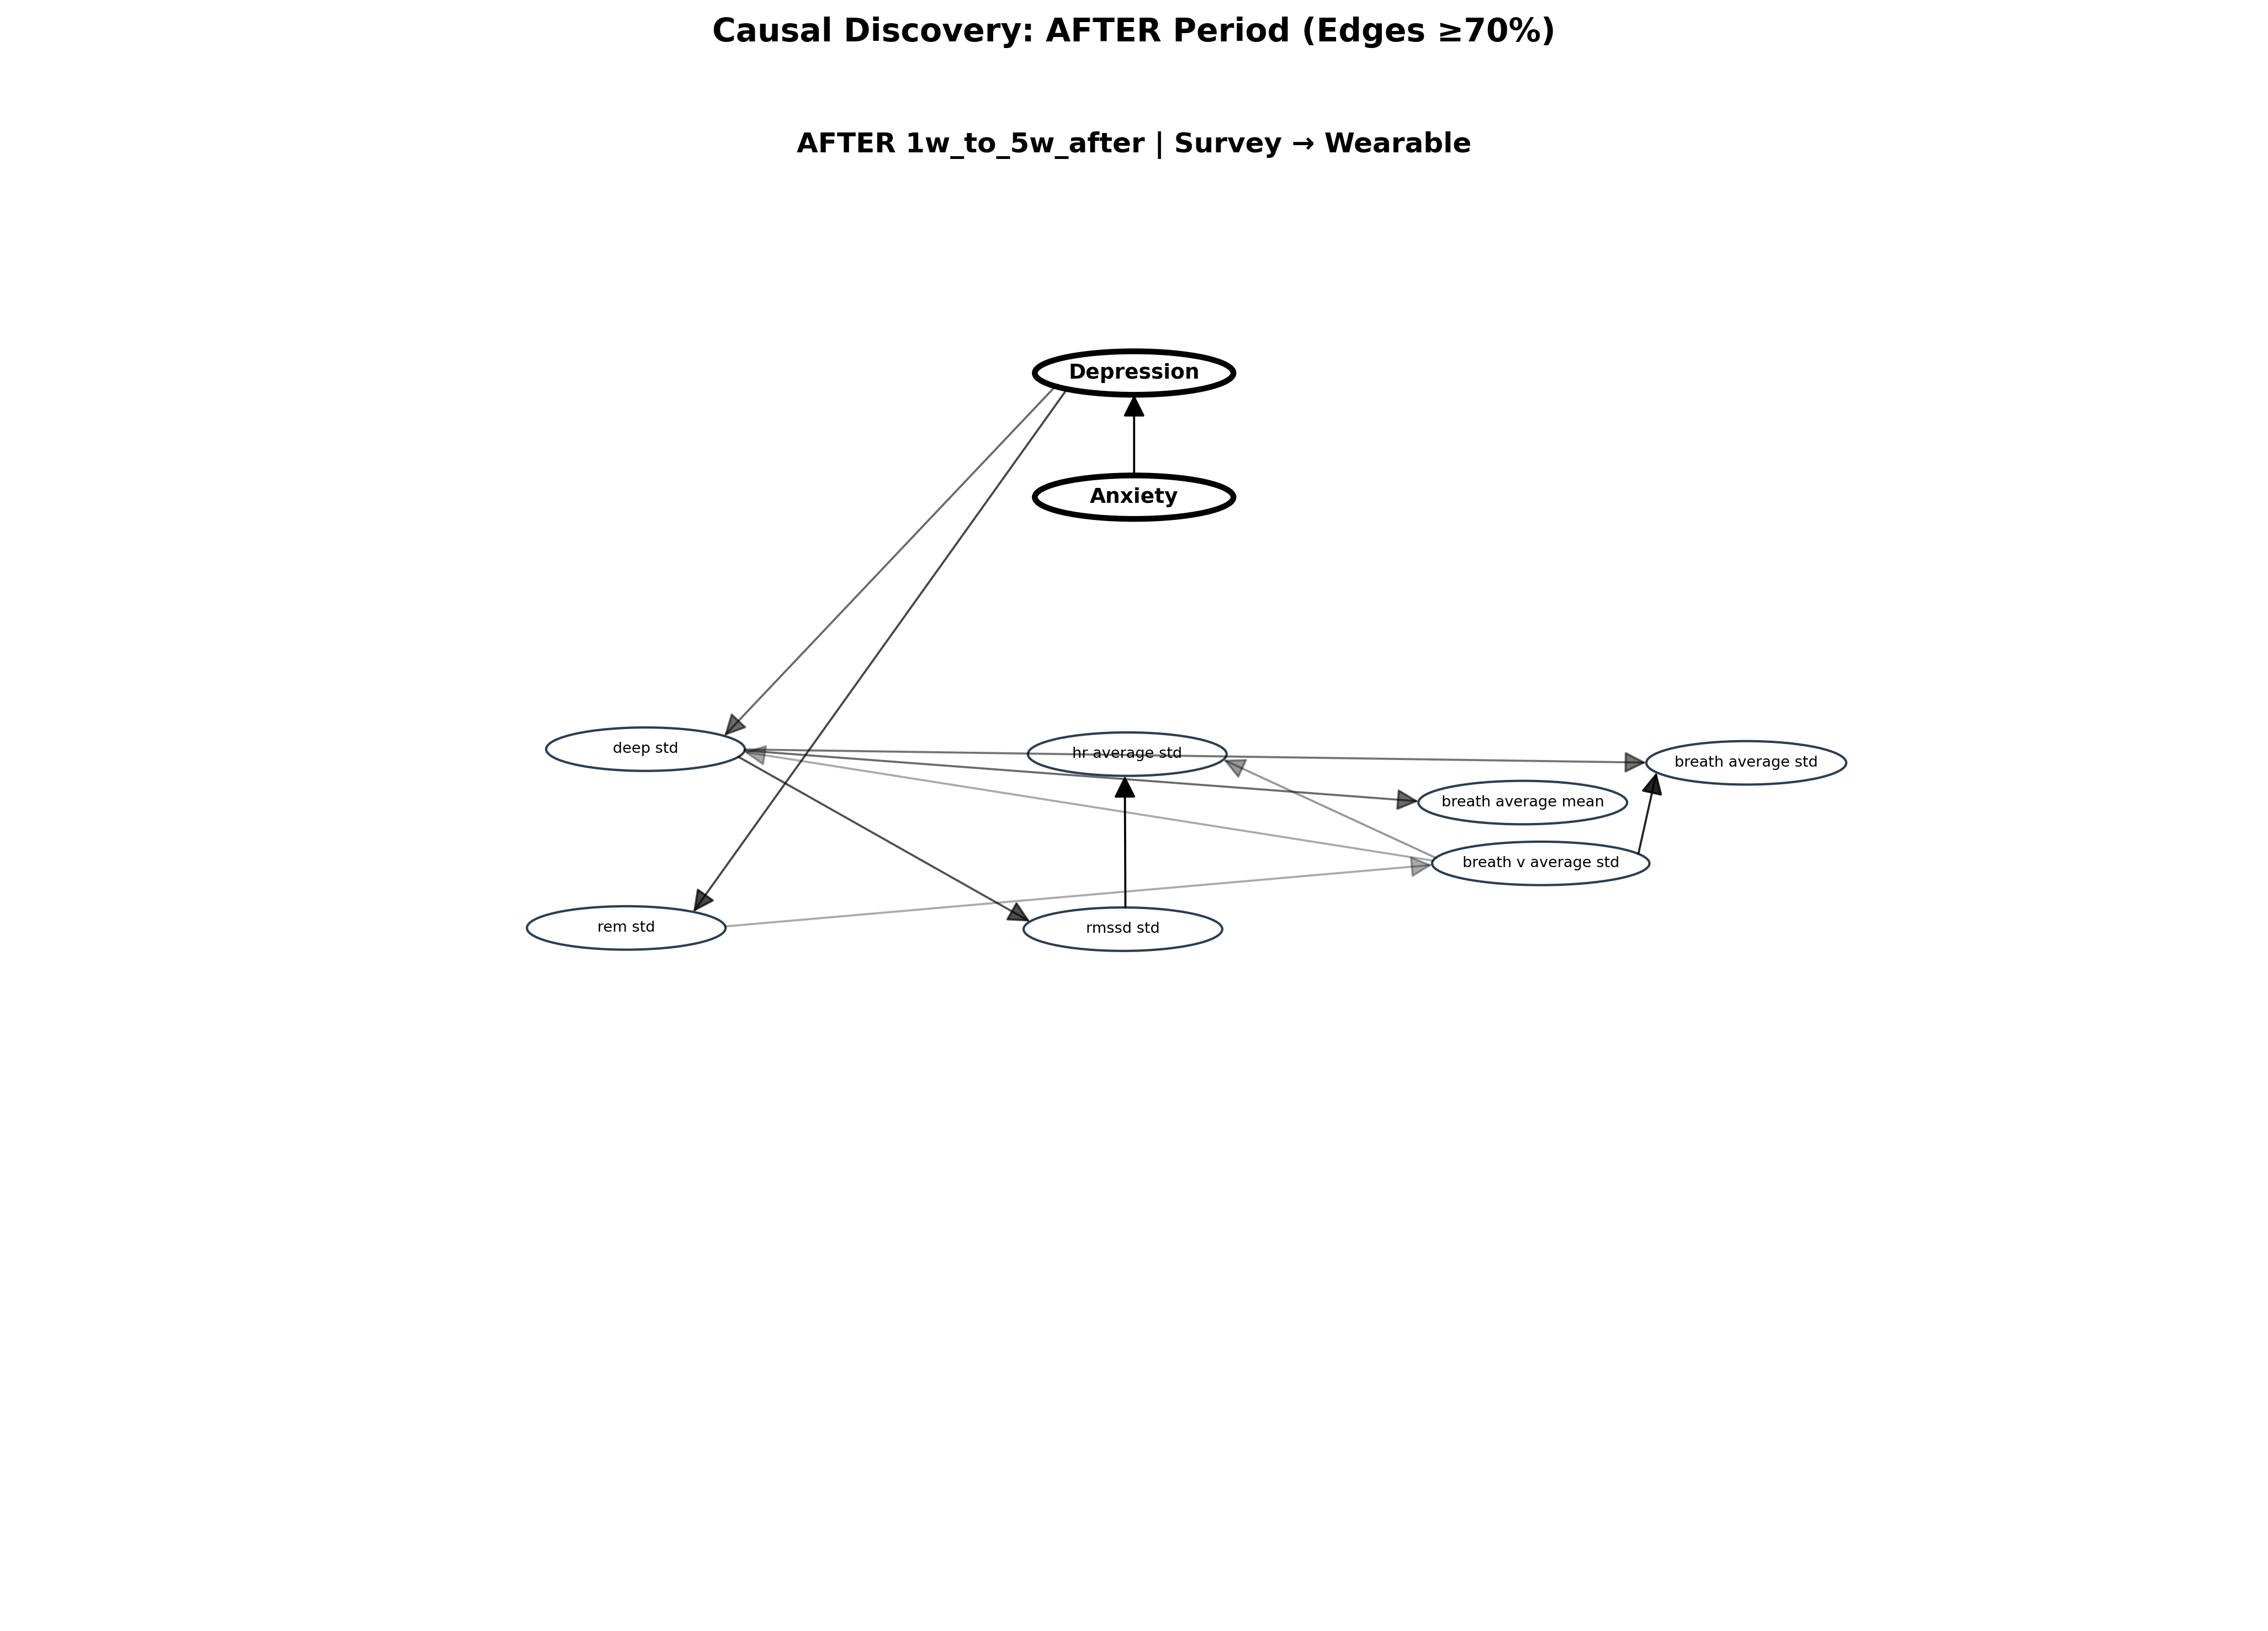 Causal Discovery: AFTER Period (Edges ≥70%)
AFTER 1w_to_5w_after | Survey → Wearable
Depression
Anxiety
deep std
hr average std
breath average std
breath average mean
breath v average std
rem std
rmssd std